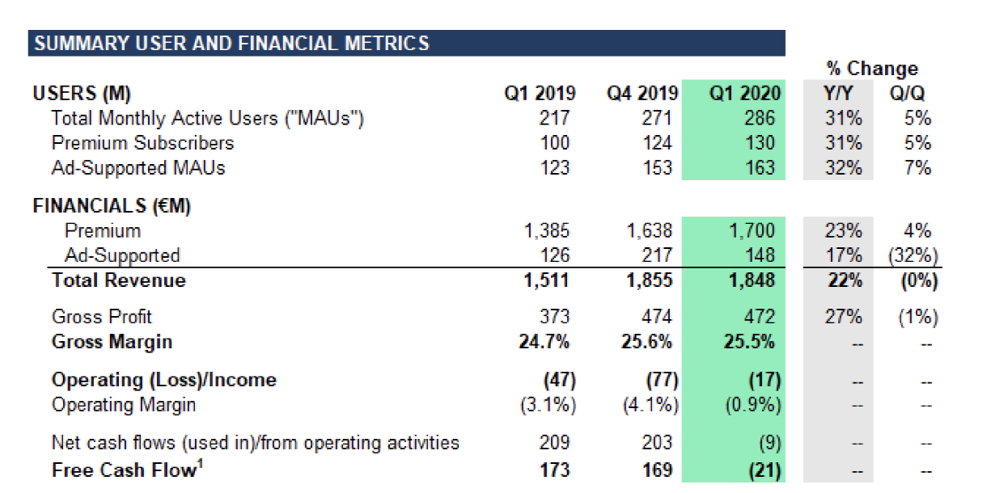 SUMMARY USER AND FINANCIAL METRICS
% Change
USERS (M) Q1 2019 Q4 2019 Q1 2020 Y/Y Q/Q
Total Monthly Active Users ("MAUs") 217 271 286 31% 5%
Premium Subscribers 100 124 130 31% 5%
Ad-Supported MAUs 123 153 163 32% 7%
FINANCIALS (€M)
Premium 1,385 1,638 1,700 23% 4%
Ad-Supported 126 217 148 17% (32%)
Total Revenue 1,511 1,855 1,848 22% (0%)
Gross Profit 373 474 472 27% (1%)
Gross Margin 24.7% 25.6% 25.5% -- --
Operating (Loss)/Income (47) (77) (17) -- --
Operating Margin (3.1%) (4.1%) (0.9%) -- --
Net cash flows (used in)/from operating activities 209 203 (9) -- --
Free Cash Flow¹ 173 169 (21) -- --